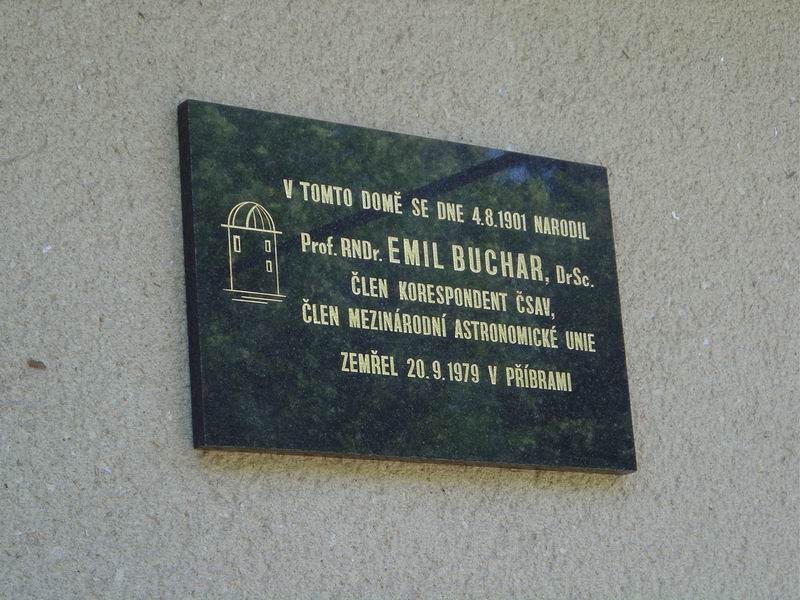 V TOMTO DOMĚ SE DNE 4.8.1901 NARODIL
Prof. RNDr. EMIL BUCHAR, DrSc.
ČLEN KORESPONDENT ČSAV,
ČLEN MEZINÁRODNÍ ASTRONOMICKÉ UNIE
ZEMŘEL 20.9.1979 V PŘÍBRAMI